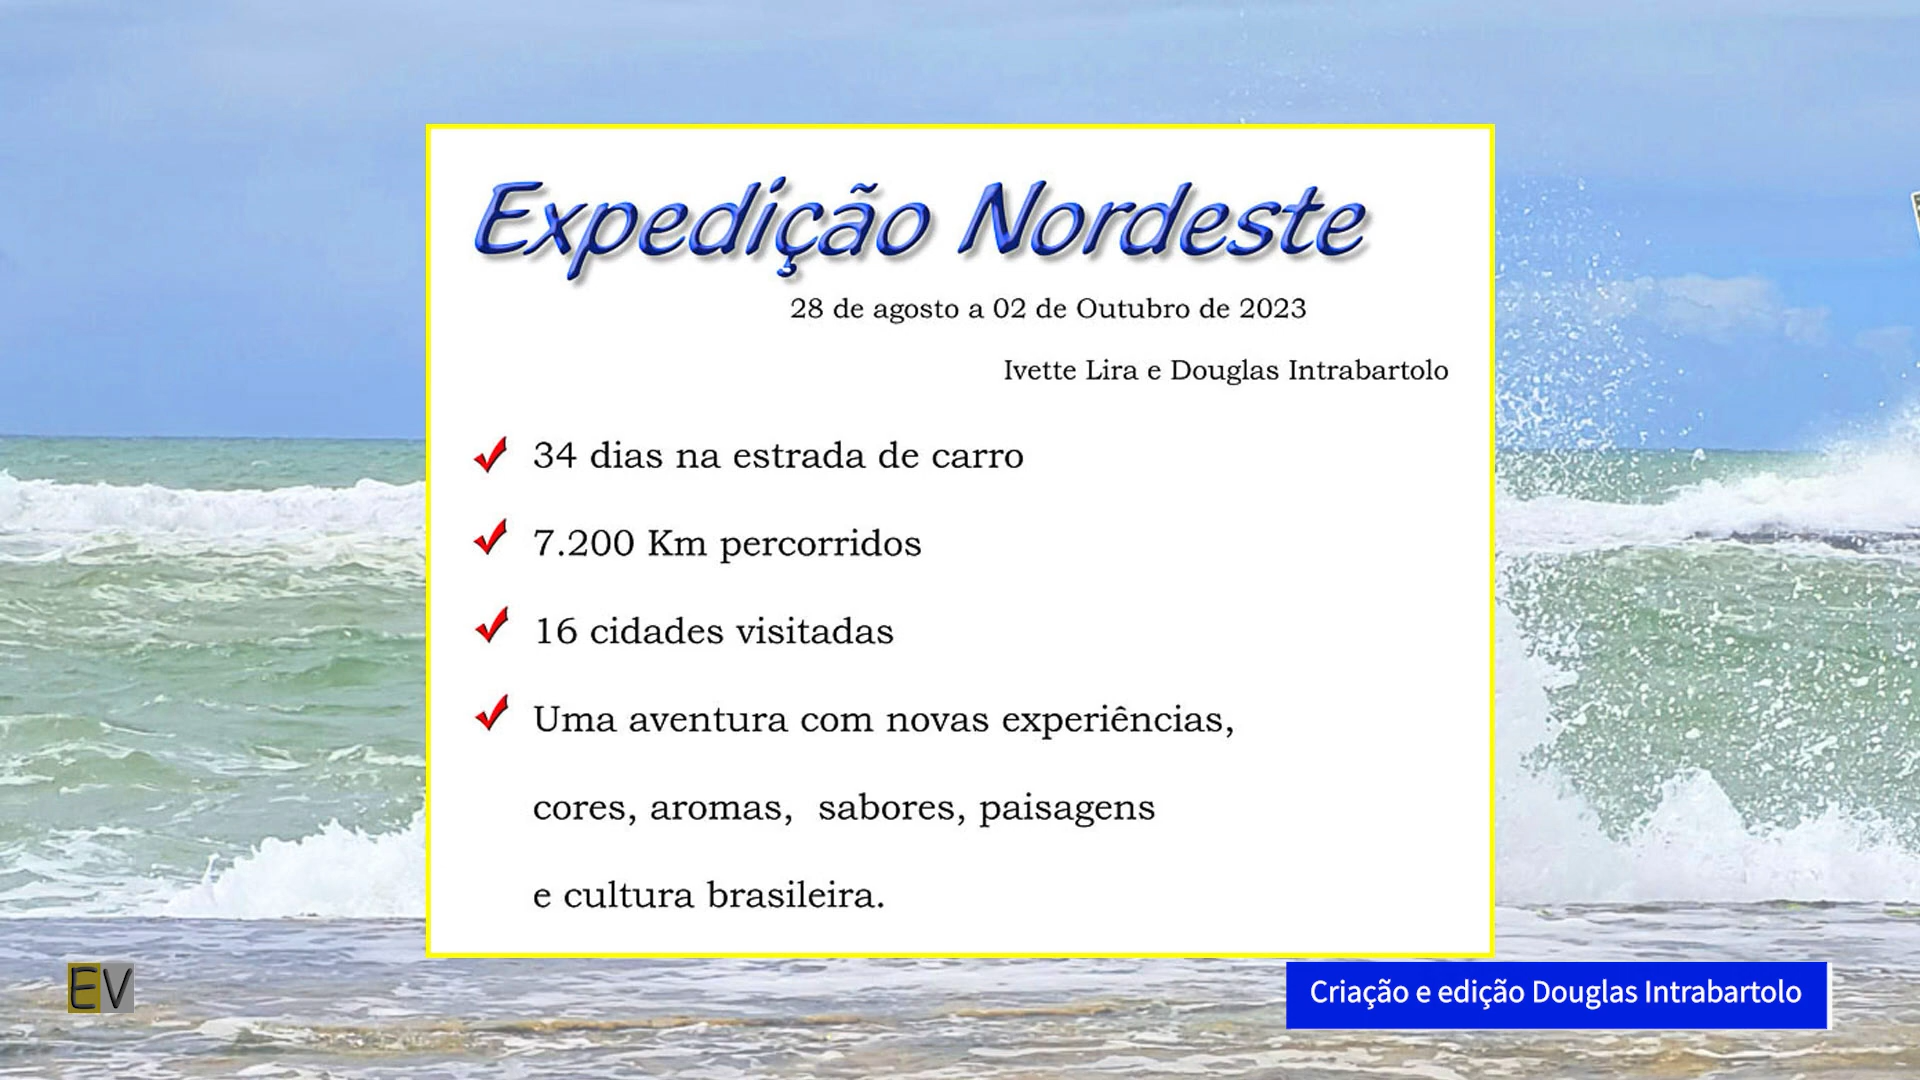 Expedição Nordeste
28 de agosto a 02 de Outubro de 2023
Ivette Lira e Douglas Intrabartolo
34 dias na estrada de carro
7.200 Km percorridos
16 cidades visitadas
Uma aventura com novas experiências,
cores, aromas,  sabores, paisagens
e cultura brasileira.
EV
Criação e edição Douglas Intrabartolo